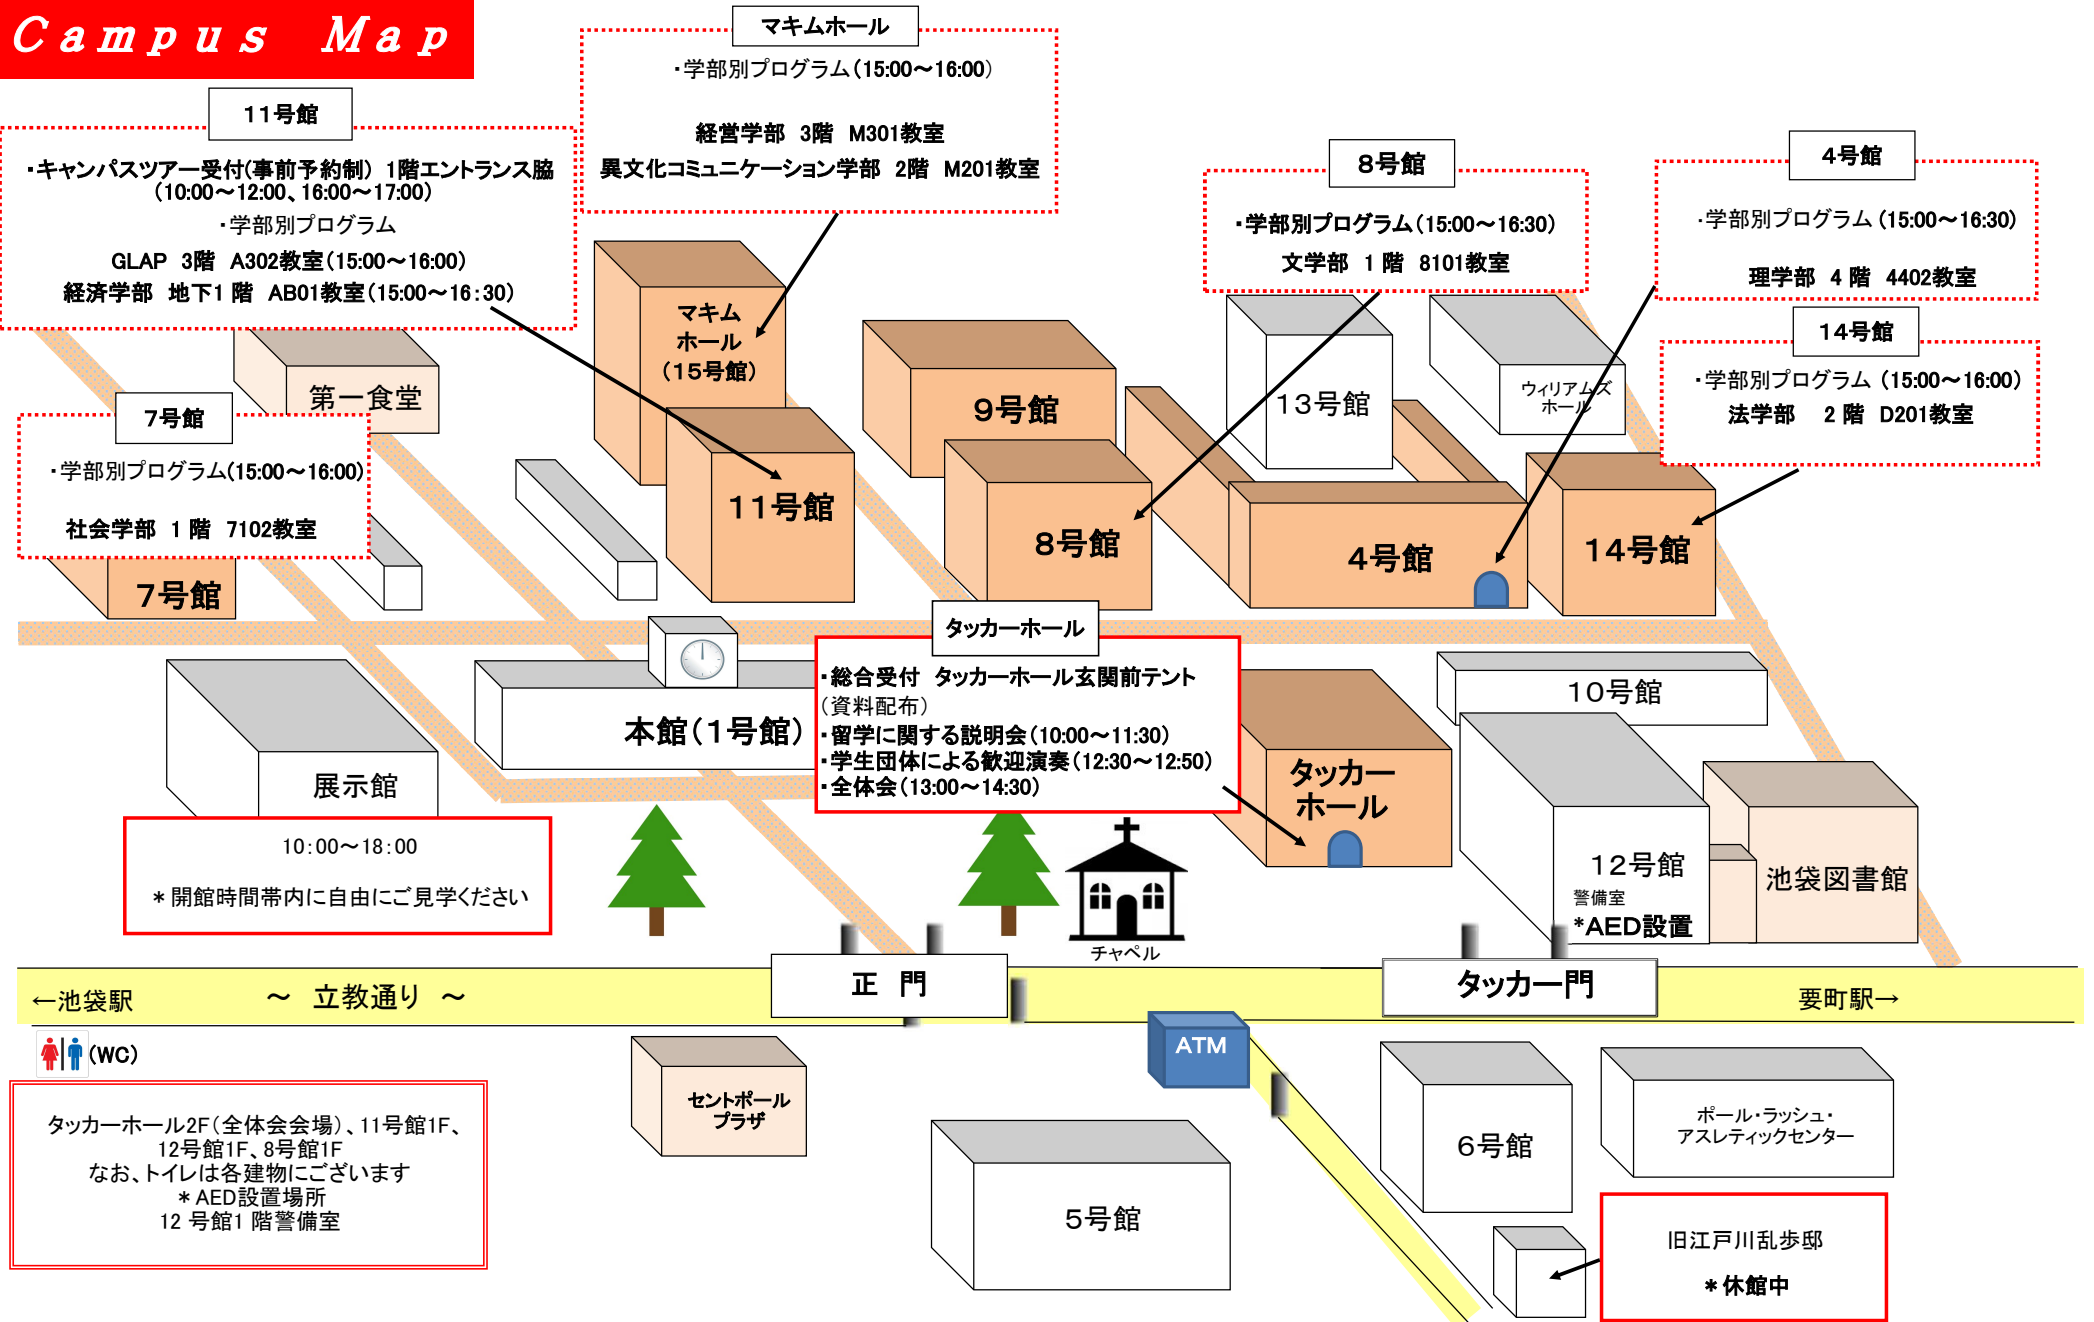 Campus Map
マキムホール
・学部別プログラム(15:00～16:00)
経営学部 3階 M301教室
異文化コミュニケーション学部 2階 M201教室
11号館
・キャンパスツアー受付(事前予約制) 1階エントランス脇
(10:00～12:00、16:00～17:00)
・学部別プログラム
GLAP 3階 A302教室(15:00～16:00)
経済学部 地下1階 AB01教室(15:00～16:30)
8号館
・学部別プログラム(15:00～16:30)
文学部 1階 8101教室
4号館
・学部別プログラム(15:00～16:30)
理学部 4階 4402教室
14号館
・学部別プログラム (15:00～16:00)
法学部 2階 D201教室
7号館
・学部別プログラム(15:00～16:00)
社会学部 1階 7102教室
第一食堂
マキム
ホール
(15号館)
9号館
13号館
ウィリアムズ
ホール
11号館
8号館
4号館
14号館
7号館
タッカーホール
・総合受付 タッカーホール玄関前テント
(資料配布)
・留学に関する説明会(10:00～11:30)
・学生団体による歓迎演奏(12:30～12:50)
・全体会(13:00～14:30)
本館(1号館)
展示館
10:00～18:00
＊開館時間帯内に自由にご見学ください
タッカー
ホール
10号館
12号館
警備室
*AED設置
池袋図書館
チャペル
正 門
タッカー門
←池袋駅
～ 立教通り ～
要町駅→
(WC)
タッカーホール2F(全体会会場)、11号館1F、
12号館1F、8号館1F
なお、トイレは各建物にございます
＊AED設置場所
12号館1階警備室
セントポール
プラザ
ATM
5号館
6号館
ポール・ラッシュ・
アスレティックセンター
旧江戸川乱歩邸
＊休館中